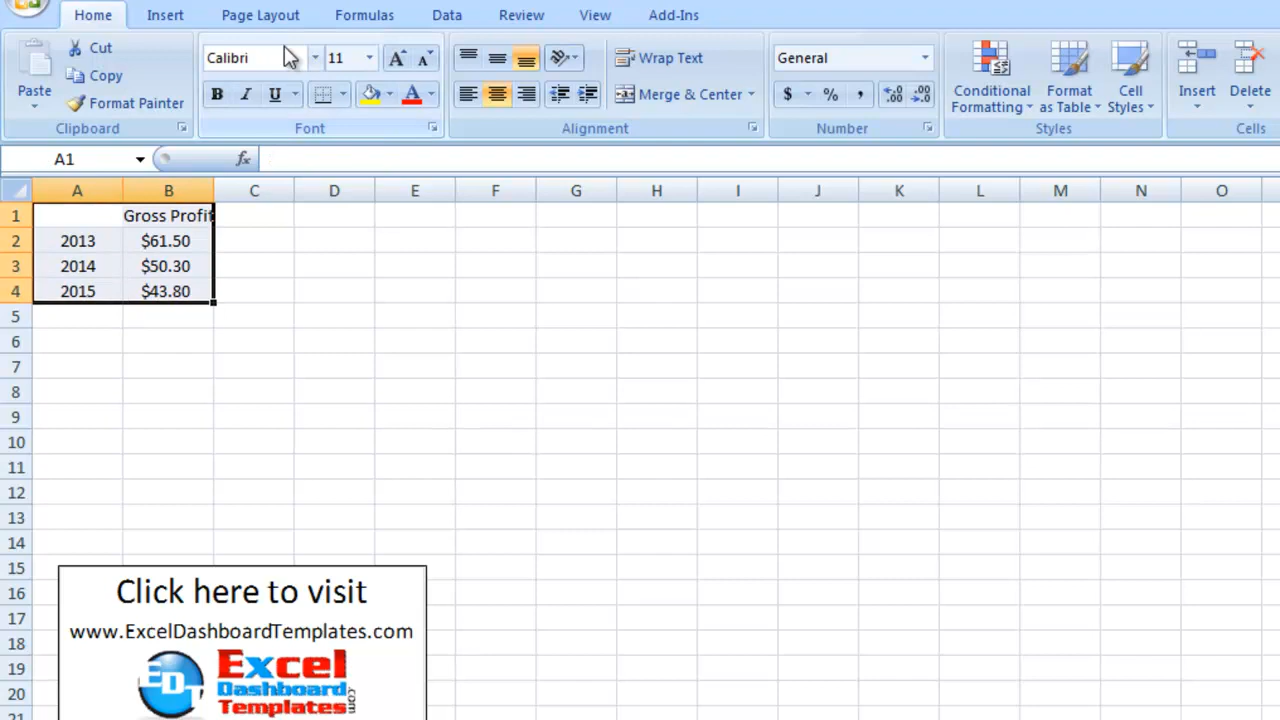 Home Insert Page Layout Formulas Data Review View Add-Ins
Cut
Copy
Format Painter
Paste
Clipboard
Calibri 11
B I U A
Font
Wrap Text
Merge & Center
Alignment
General
$ % ,
Number
Conditional Formatting
Format as Table
Cell Styles
Styles
Insert
Delete
Cells
A1 fx
A B C D E F G H I J K L M N O
1 Gross Profit
2 2013 $61.50
3 2014 $50.30
4 2015 $43.80
5
6
7
8
9
10
11
12
13
14
15
16
17
18
19
20
21
Click here to visit
www.ExcelDashboardTemplates.com
EDT
Excel
Dashboard
Templates.com